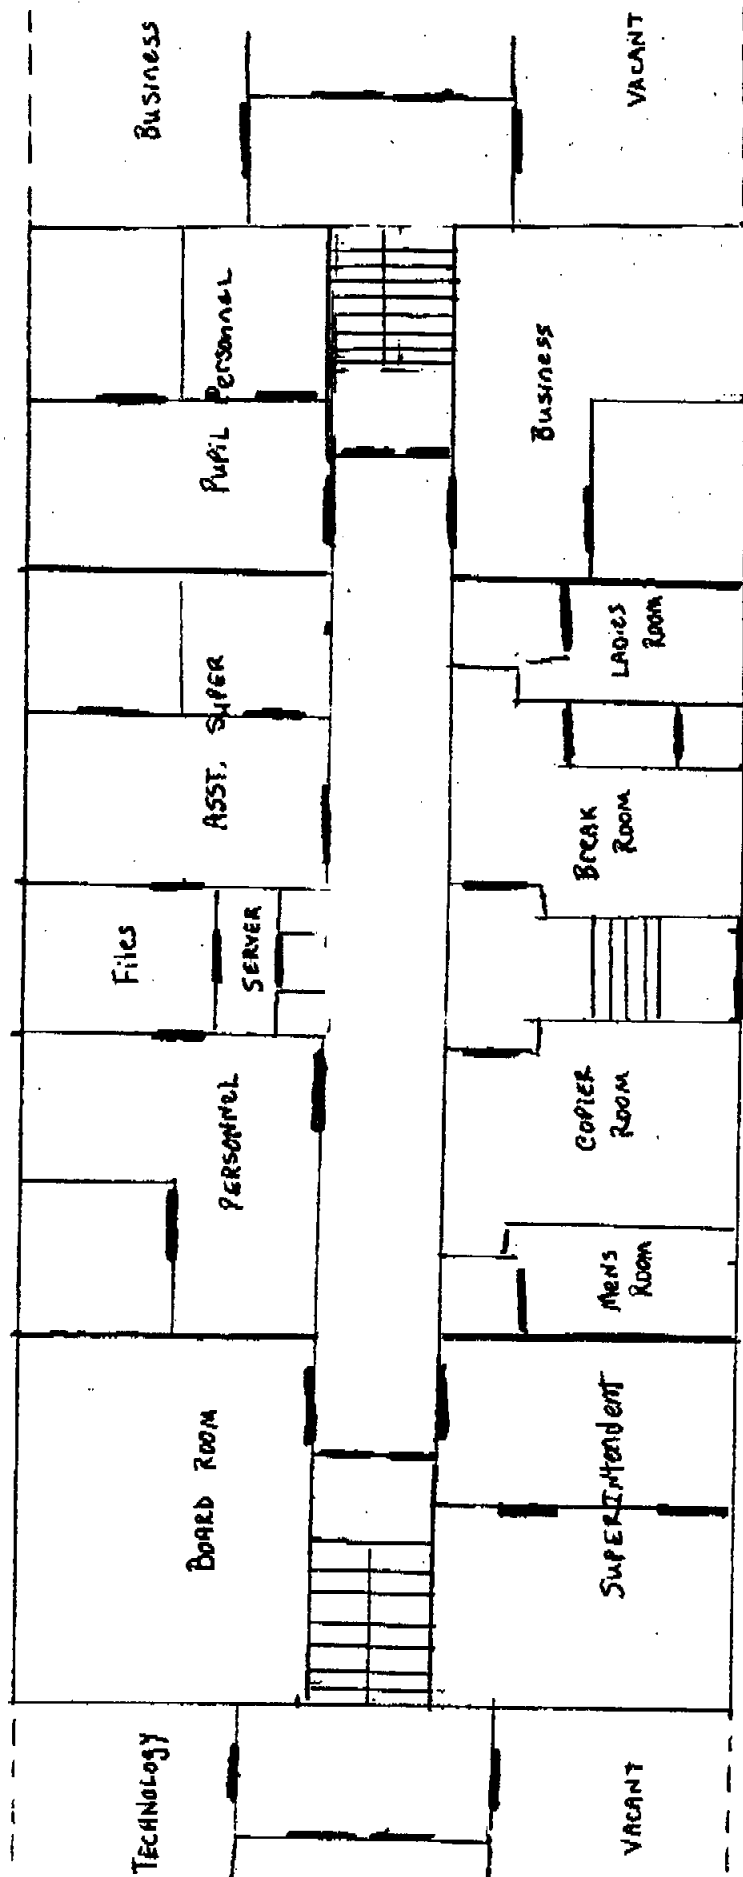 Business
VACANT
Pupil Personnel
Business
LADIES
ROOM
ASST. SUPER
BREAK
ROOM
Files
SERVER
PERSONNEL
COPIER
ROOM
MENS
ROOM
BOARD ROOM
SUPERINTENDENT
TECHNOLOGY
VACANT